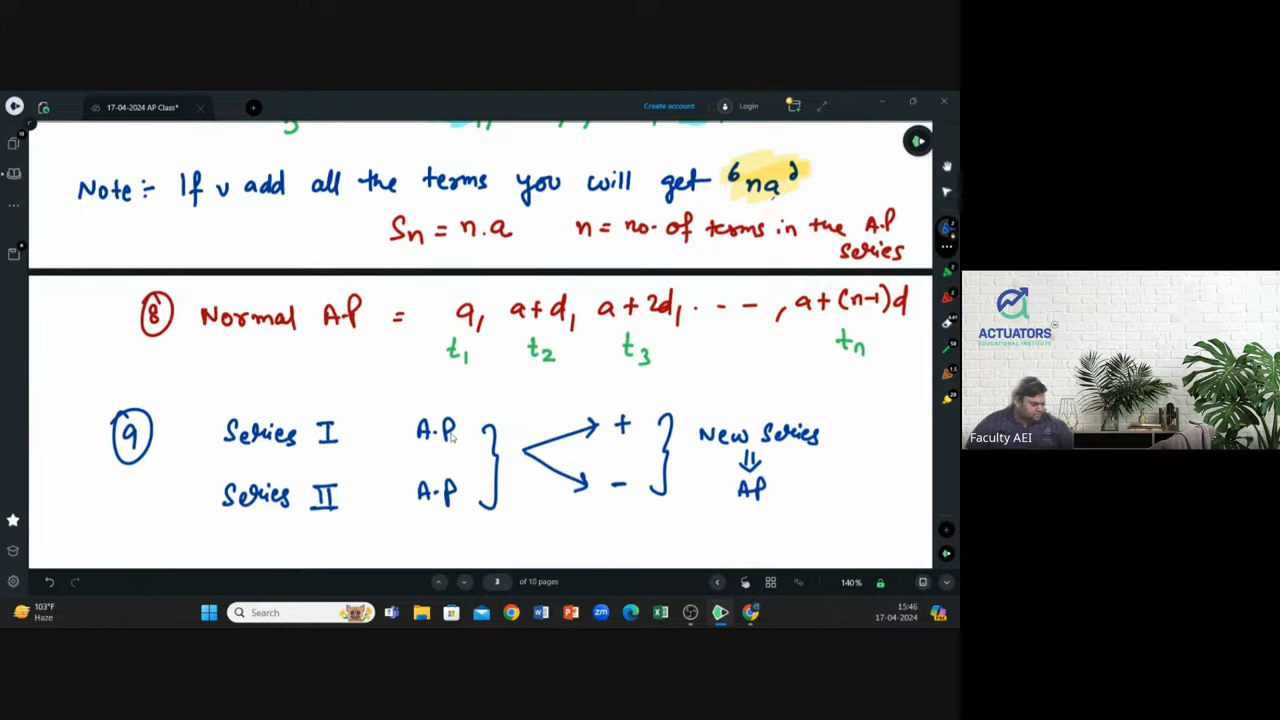 17-04-2024 AP Class*
Create account
Login
Note:- If u add all the terms you will get "na"
Sn = n.a n = no. of terms in the A.P
series
8 Normal A.P = a, a+d, a+2d, - - - -, a+(n-1)d
t1 t2 t3 tn
9 Series I A.P + New Series
Series II A.P - AP
3 of 10 pages
140%
103°F
Haze
Search
15:46
17-04-2024
ACTUATORS
EDUCATIONAL INSTITUTE
Faculty AEI